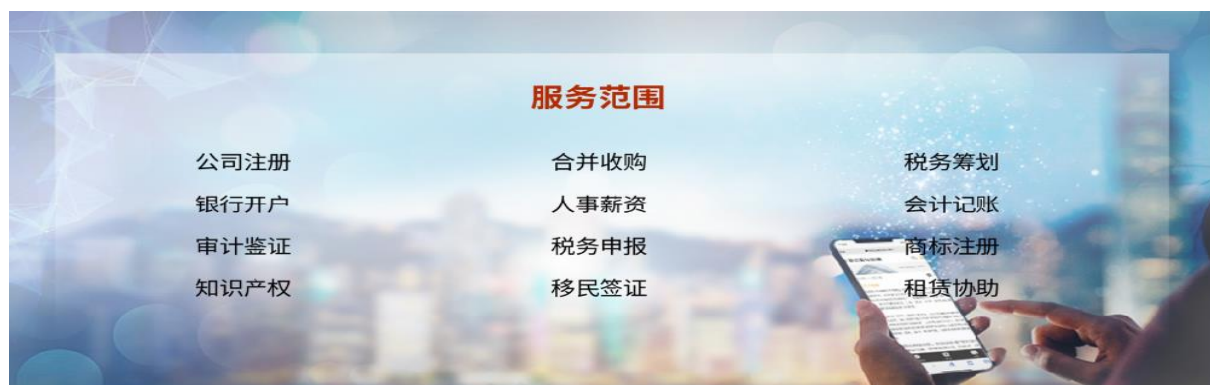 服务范围
公司注册 合并收购 税务筹划
银行开户 人事薪资 会计记账
审计鉴证 税务申报 商标注册
知识产权 移民签证 租赁协助